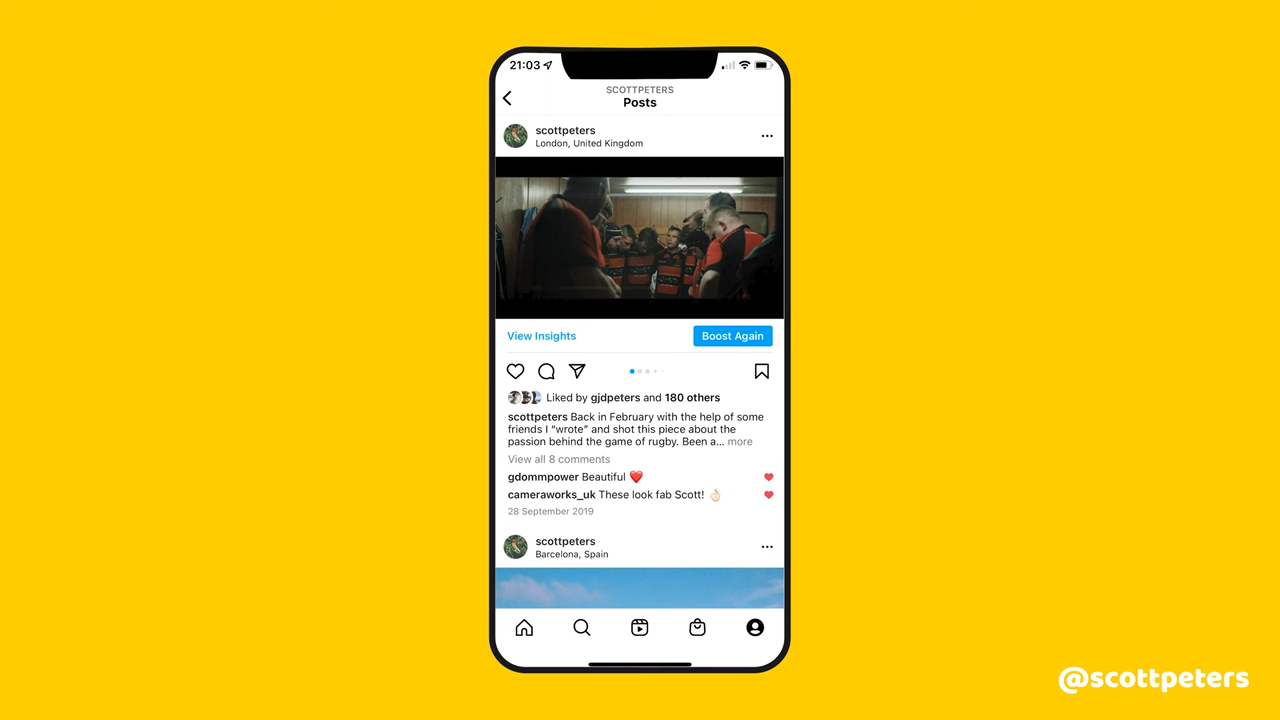 21:03
SCOTTPETERS
Posts
scottpeters
London, United Kingdom
View Insights
Boost Again
Liked by gjdpeters and 180 others
scottpeters Back in February with the help of some
friends I “wrote” and shot this piece about the
passion behind the game of rugby. Been a... more
View all 8 comments
gdommpower Beautiful ❤️
cameraworks_uk These look fab Scott! 👌🏻
28 September 2019
scottpeters
Barcelona, Spain
@scottpeters